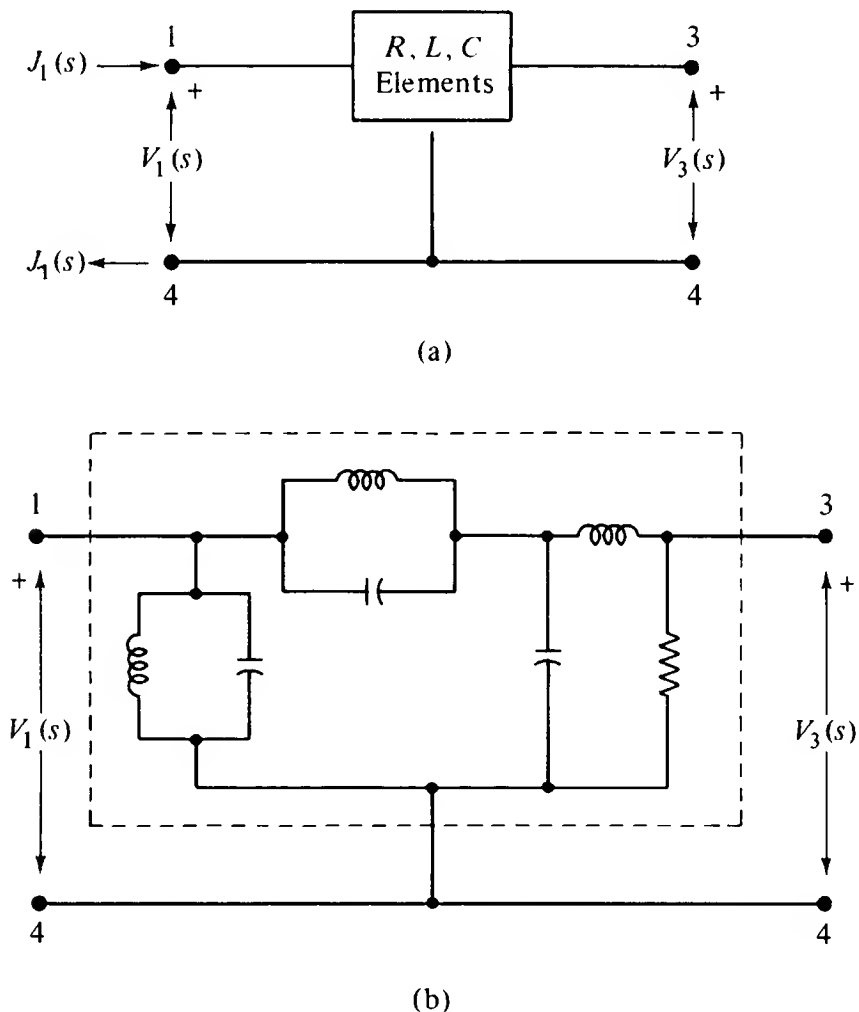 1
R, L, C
Elements
3
J₁(s)
+
+
V₁(s)
V₃(s)
J₁(s)
4
4
(a)
1
3
+
+
V₁(s)
V₃(s)
4
4
(b)